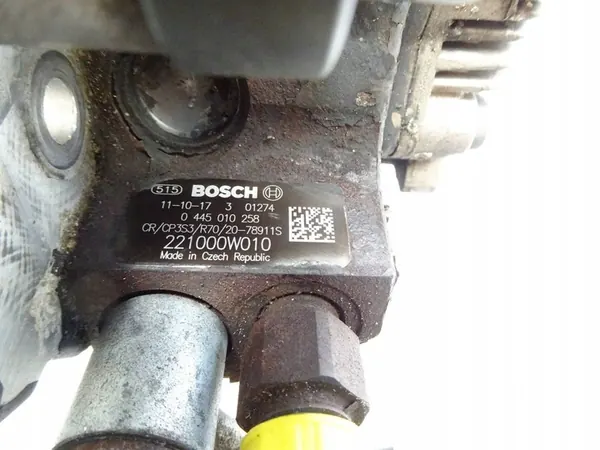 515 BOSCH
11-10-17 3 01274
0 445 010 258
CR/CP3S3/R70/20-78911S
221000W010
Made in Czech Republic